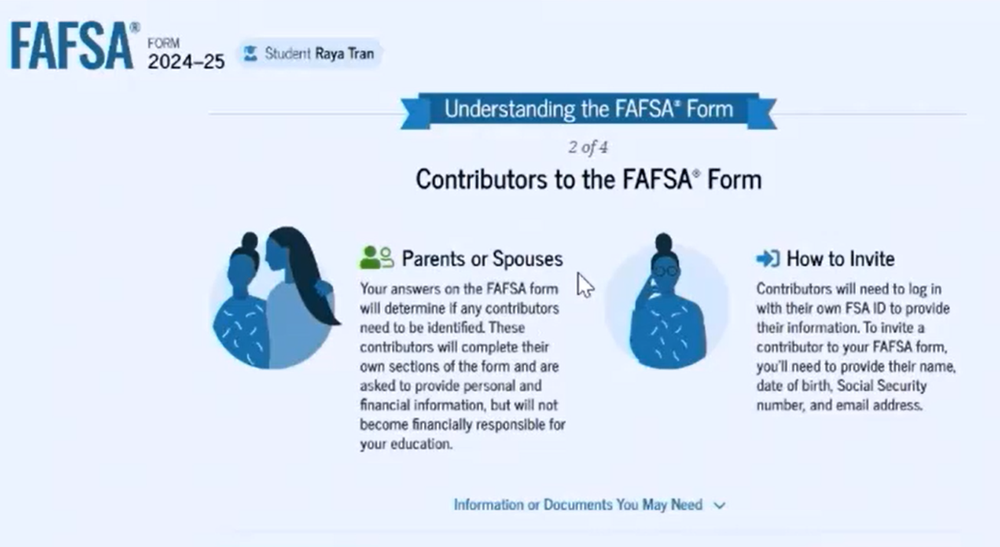 FAFSA® FORM
2024–25
Student Raya Tran
Understanding the FAFSA® Form
2 of 4
Contributors to the FAFSA® Form
Parents or Spouses
Your answers on the FAFSA form
will determine if any contributors
need to be identified. These
contributors will complete their
own sections of the form and are
asked to provide personal and
financial information, but will not
become financially responsible for
your education.
How to Invite
Contributors will need to log in
with their own FSA ID to provide
their information. To invite a
contributor to your FAFSA form,
you'll need to provide their name,
date of birth, Social Security
number, and email address.
Information or Documents You May Need